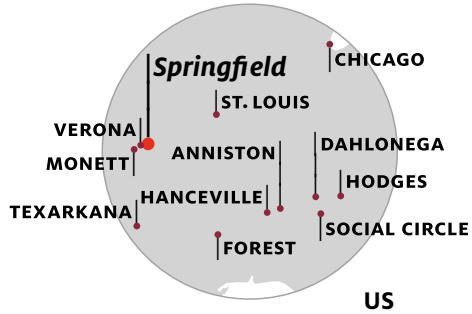 CHICAGO
Springfield
ST. LOUIS
VERONA
ANNISTON
DAHLONEGA
MONETT
HODGES
HANCEVILLE
TEXARKANA
SOCIAL CIRCLE
FOREST
US